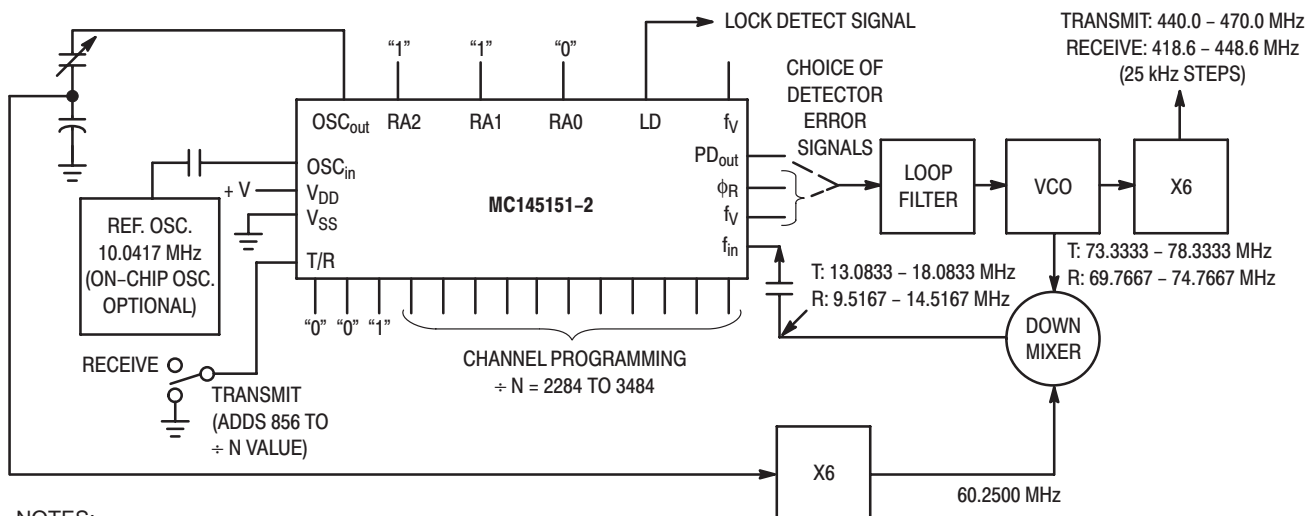 LOCK DETECT SIGNAL
TRANSMIT: 440.0 – 470.0 MHz
RECEIVE: 418.6 – 448.6 MHz
(25 kHz STEPS)
“1”
“1”
“0”
CHOICE OF
DETECTOR
ERROR
SIGNALS
OSCout
RA2
RA1
RA0
LD
fV
OSCin
+ V
VDD
VSS
T/R
MC145151–2
PDout
ϕR
fV
fin
LOOP
FILTER
VCO
X6
REF. OSC.
10.0417 MHz
(ON–CHIP OSC.
OPTIONAL)
T: 13.0833 – 18.0833 MHz
R: 9.5167 – 14.5167 MHz
T: 73.3333 – 78.3333 MHz
R: 69.7667 – 74.7667 MHz
“0”
“0”
“1”
CHANNEL PROGRAMMING
÷ N = 2284 TO 3484
DOWN
MIXER
RECEIVE
TRANSMIT
(ADDS 856 TO
÷ N VALUE)
X6
60.2500 MHz
NOTES: